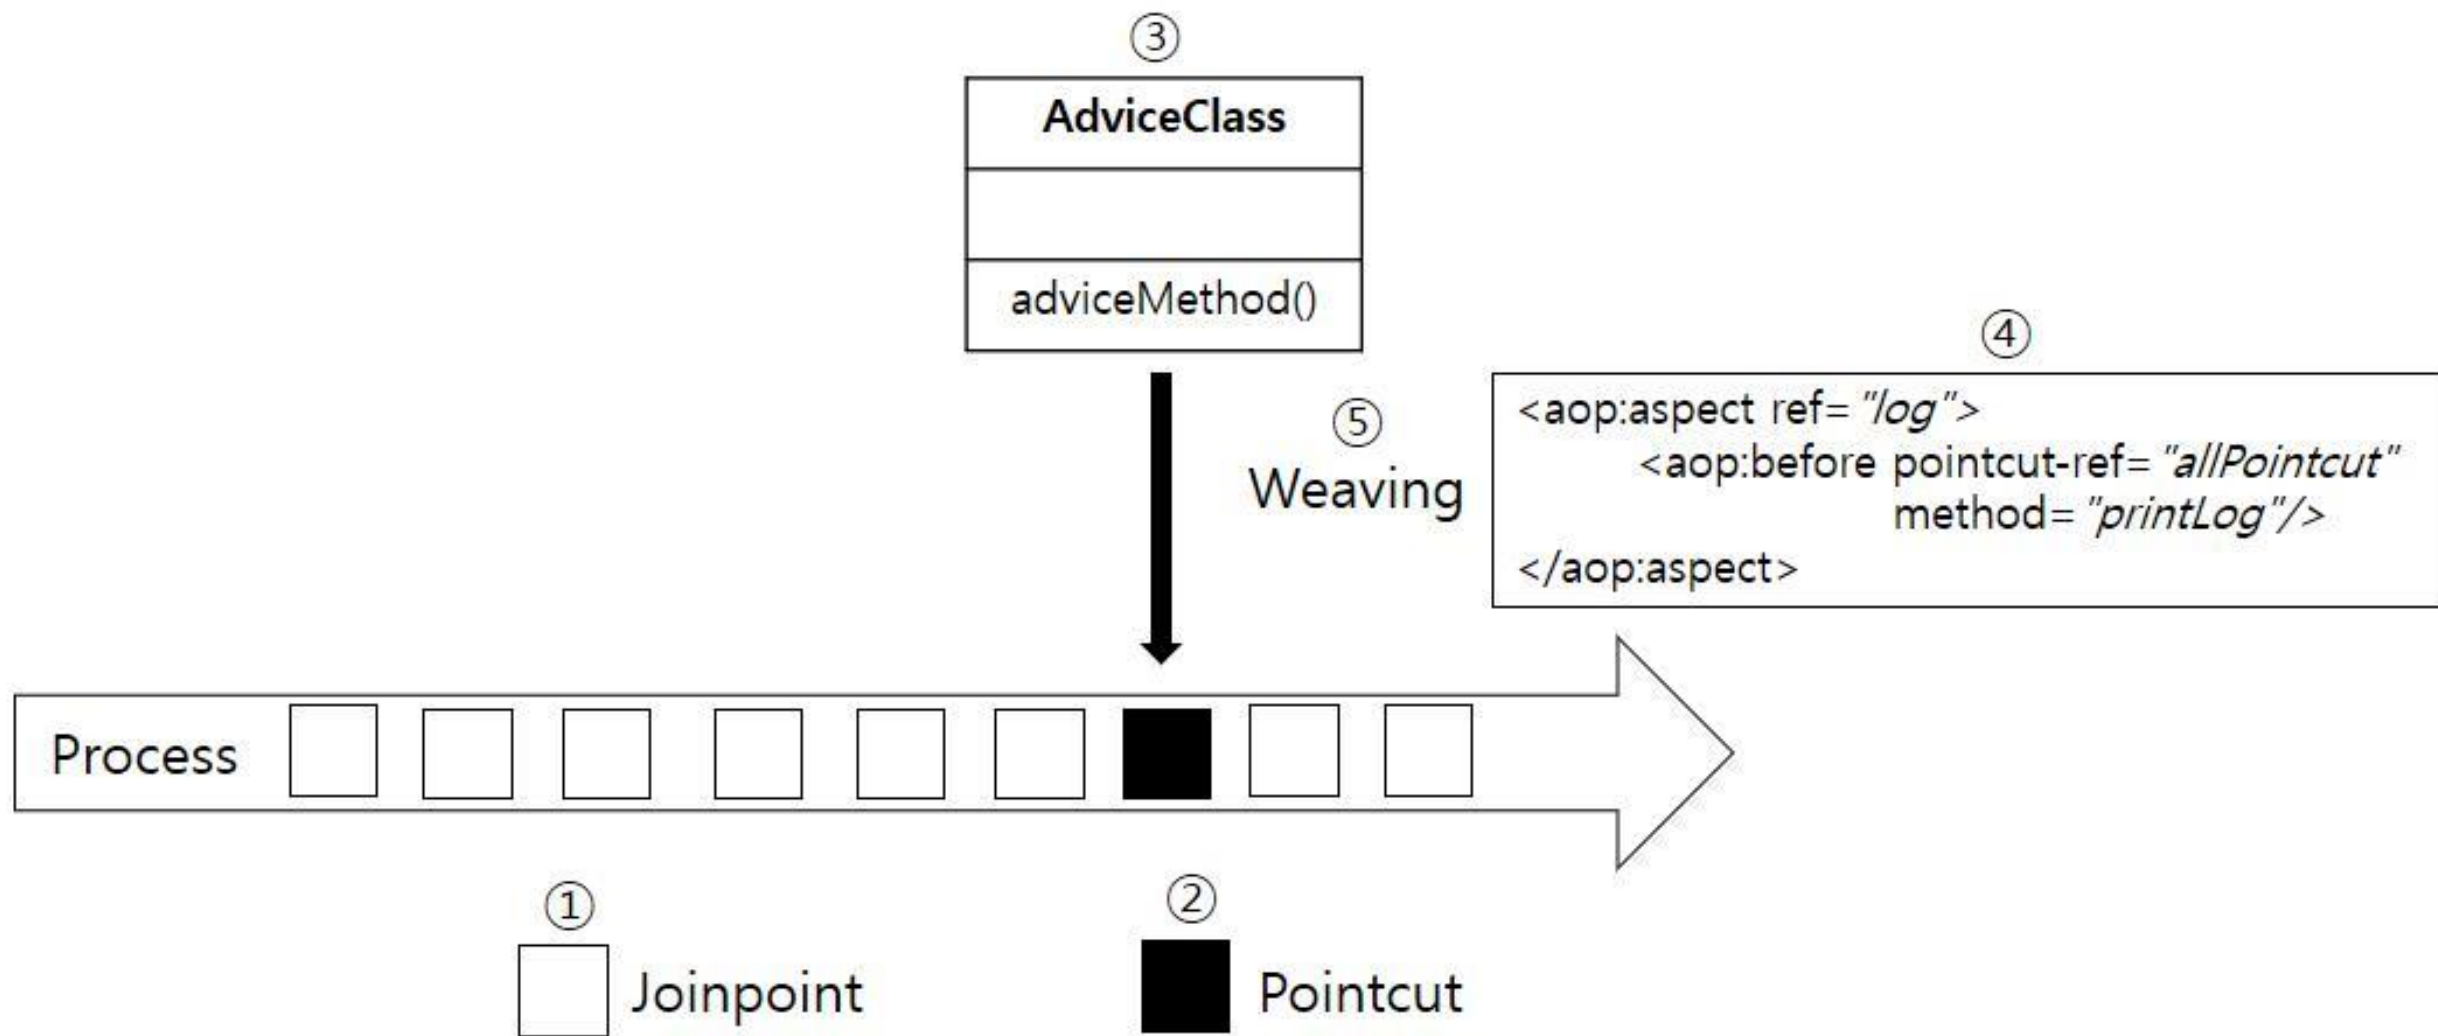 ③
AdviceClass
adviceMethod()
④
<aop:aspect ref="log">
<aop:before pointcut-ref="allPointcut"
method="printLog"/>
</aop:aspect>
⑤
Weaving
Process
①
Joinpoint
②
Pointcut